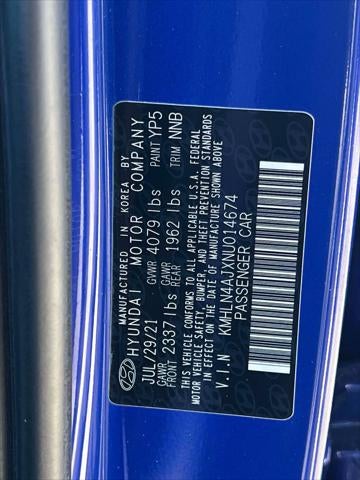 MANUFACTURED IN KOREA BY
HYUNDAI MOTOR COMPANY
JUL/29/21 GVWR 4079 lbs PAINT YP5
GAWR FRONT 2337 lbs GAWR REAR 1962 lbs TRIM NNB
THIS VEHICLE CONFORMS TO ALL APPLICABLE U.S.A. FEDERAL
MOTOR VEHICLE SAFETY, BUMPER, AND THEFT PREVENTION STANDARDS
IN EFFECT ON THE DATE OF MANUFACTURE SHOWN ABOVE
V.I.N KMHLN4AJXNU014674
PASSENGER CAR